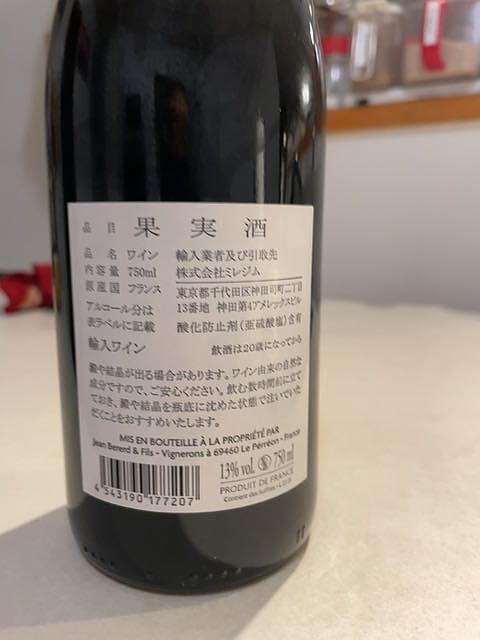 品目 果実酒
品名 ワイン
内容量 750ml
原産国 フランス
アルコール分は
表ラベルに記載
輸入業者及び引取先
株式会社ミレジム
東京都千代田区神田司町二丁目
13番地 神田第4アメレックスビル
酸化防止剤(亜硫酸塩)含有
輸入ワイン 飲酒は20歳になってから
澱や結晶が出る場合があります。ワイン由来の自然な
成分ですので、ご安心ください。飲む数時間前に立て
ておき、澱や結晶を瓶底に沈めた状態で注いでいた
だくことをおすすめいたします。
MIS EN BOUTEILLE À LA PROPRIÉTÉ PAR
Jean Bererd & Fils - Vignerons à 69460 Le Perréon - France
13% vol. 750 ml
PRODUIT DE FRANCE
Contient des Sulfites
4543190177207